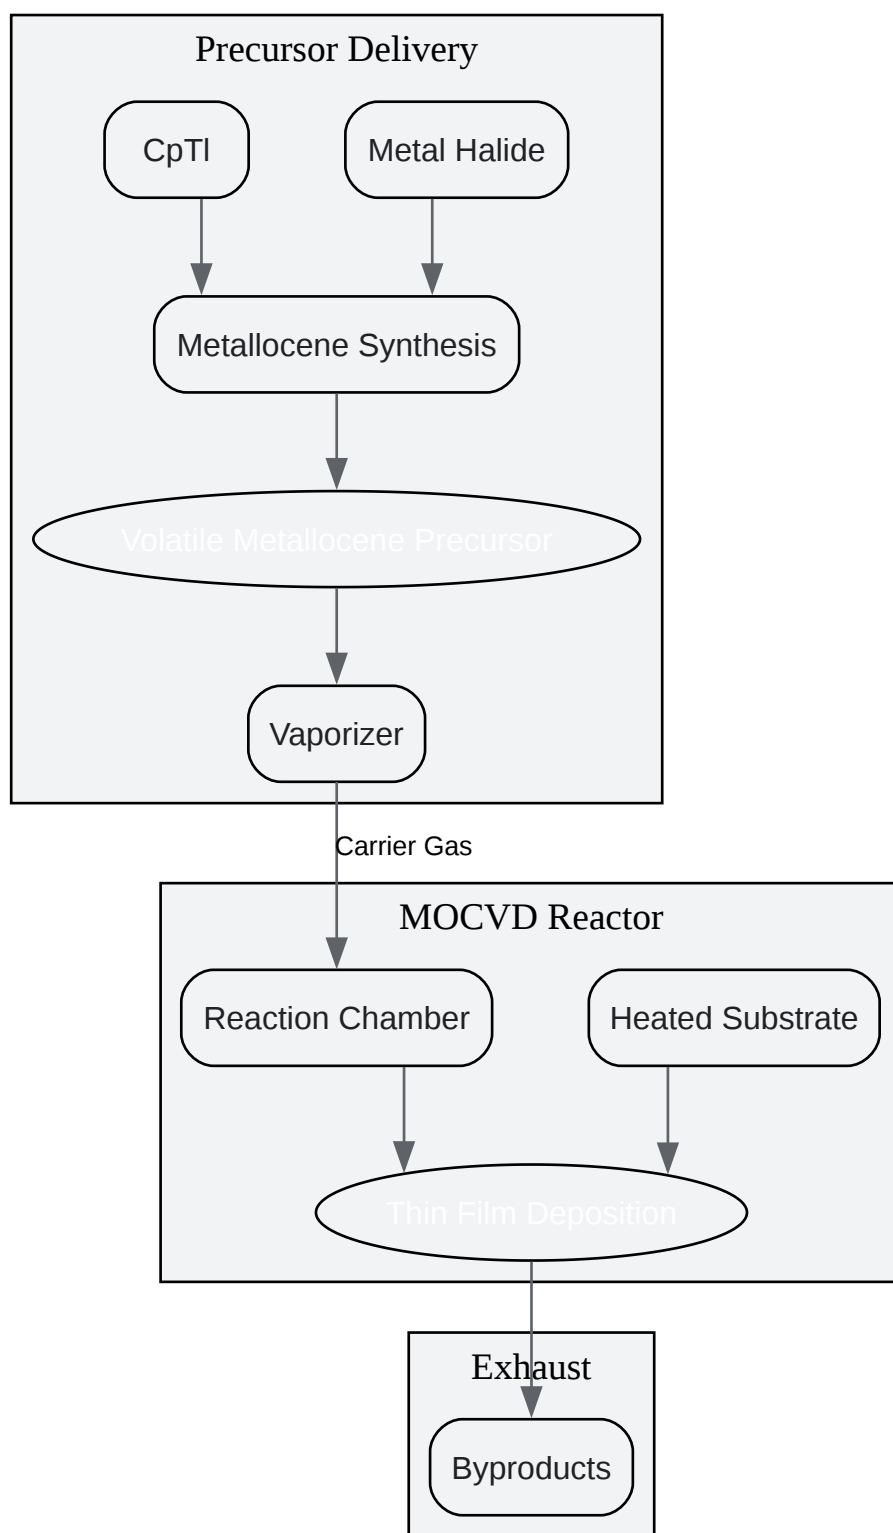 Precursor Delivery
CpTl
Metal Halide
Metallocene Synthesis
Volatile Metallocene Precursor
Vaporizer
Carrier Gas
MOCVD Reactor
Reaction Chamber
Heated Substrate
Thin Film Deposition
Exhaust
Byproducts